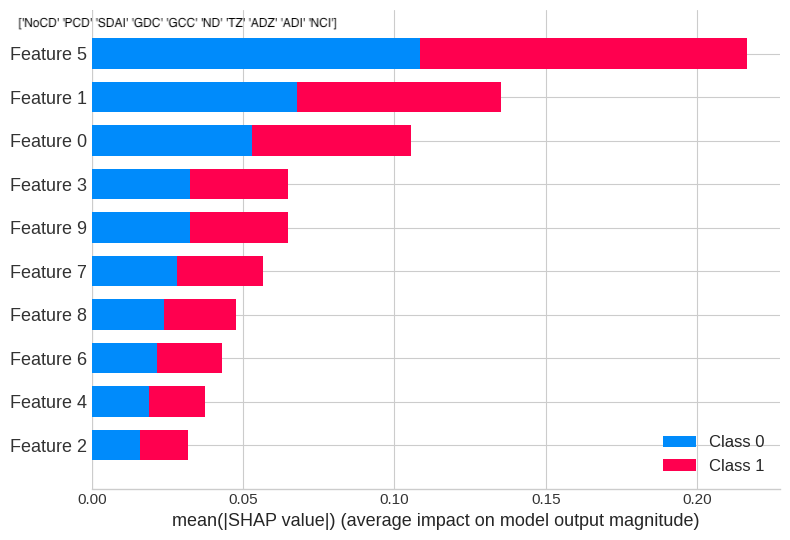 ['NoCD' 'PCD' 'SDAI' 'GDC' 'GCC' 'ND' 'TZ' 'ADZ' 'ADI' 'NCI']
Feature 5
Feature 1
Feature 0
Feature 3
Feature 9
Feature 7
Feature 8
Feature 6
Feature 4
Feature 2
Class 0
Class 1
0.00 0.05 0.10 0.15 0.20
mean(|SHAP value|) (average impact on model output magnitude)